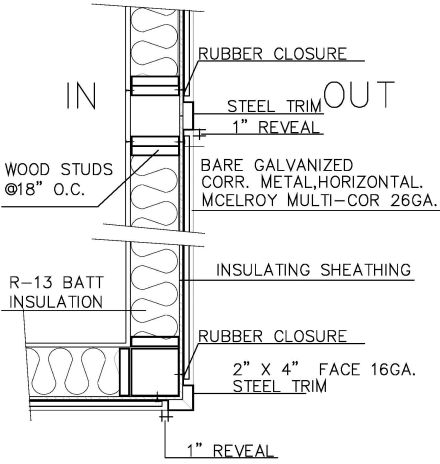 RUBBER CLOSURE
IN
OUT
STEEL TRIM
1" REVEAL
WOOD STUDS
@18" O.C.
BARE GALVANIZED
CORR. METAL,HORIZONTAL.
MCELROY MULTI-COR 26GA.
INSULATING SHEATHING
R-13 BATT
INSULATION
RUBBER CLOSURE
2" X 4" FACE 16GA.
STEEL TRIM
1" REVEAL